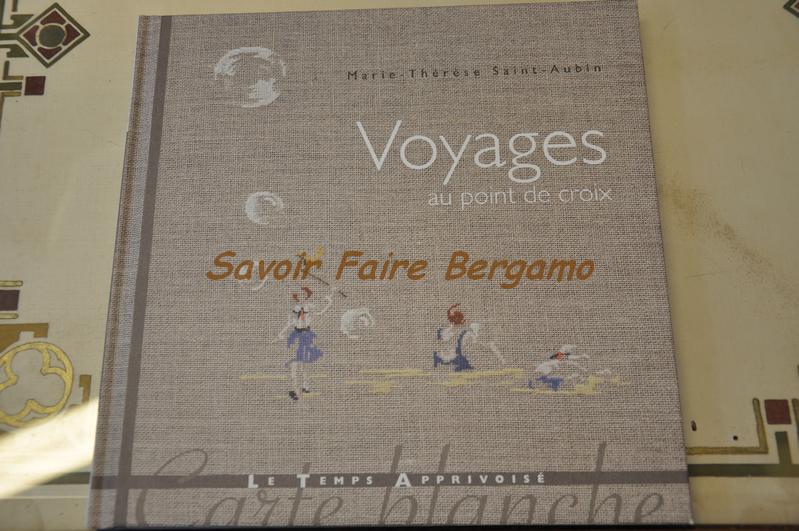 Marie-Thérèse Saint-Aubin
Voyages
au point de croix
Savoir Faire Bergamo
LE TEMPS APPRIVOISÉ
Carte blanche